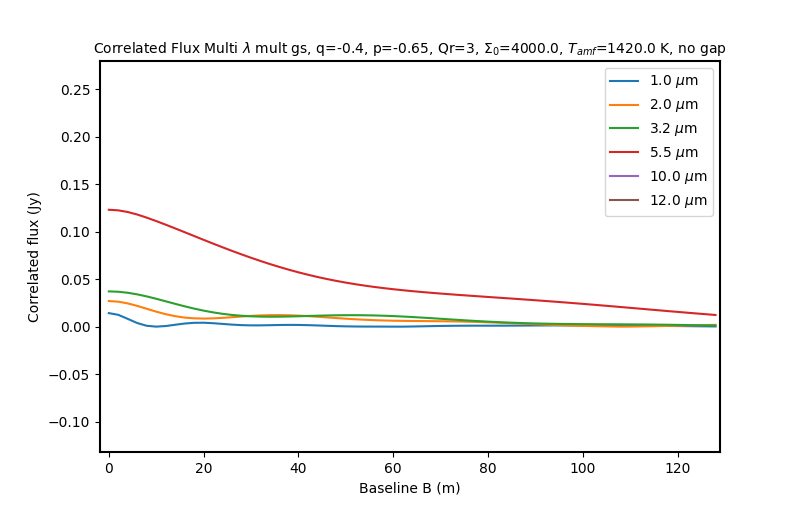 Correlated Flux Multi λ mult gs, q=-0.4, p=-0.65, Qr=3, Σ₀=4000.0, Tₐₘf=1420.0 K, no gap
1.0 μm
2.0 μm
3.2 μm
5.5 μm
10.0 μm
12.0 μm
Correlated flux (Jy)
0.25
0.20
0.15
0.10
0.05
0.00
−0.05
−0.10
0 20 40 60 80 100 120
Baseline B (m)